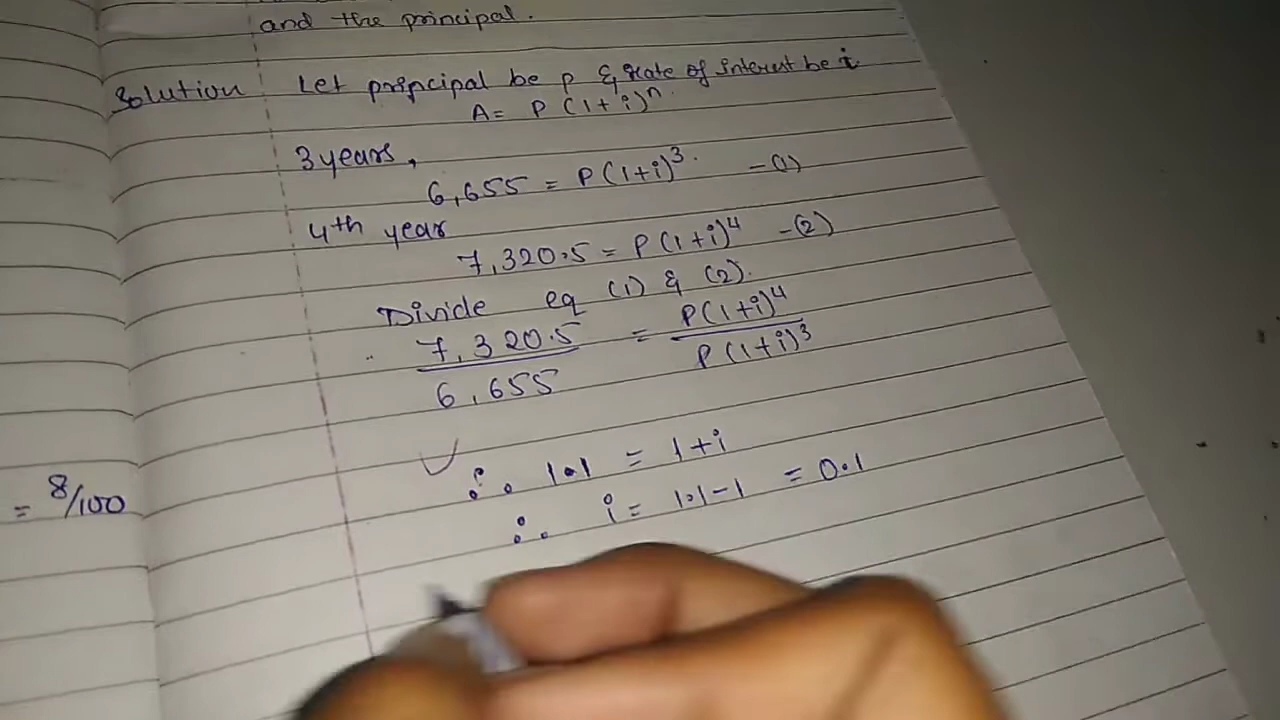 and the principal.
Solution Let principal be P & rate of interest be i
A = P(1+i)^n.
3 years,
6,655 = P(1+i)^3. -(1)
4th year
7,320.5 = P(1+i)^4 -(2)
Divide eq (1) & (2).
7,320.5 = P(1+i)^4
6,655 P(1+i)^3
∴ 1.1 = 1+i
∴ i = 1.1-1 = 0.1
= 8/100